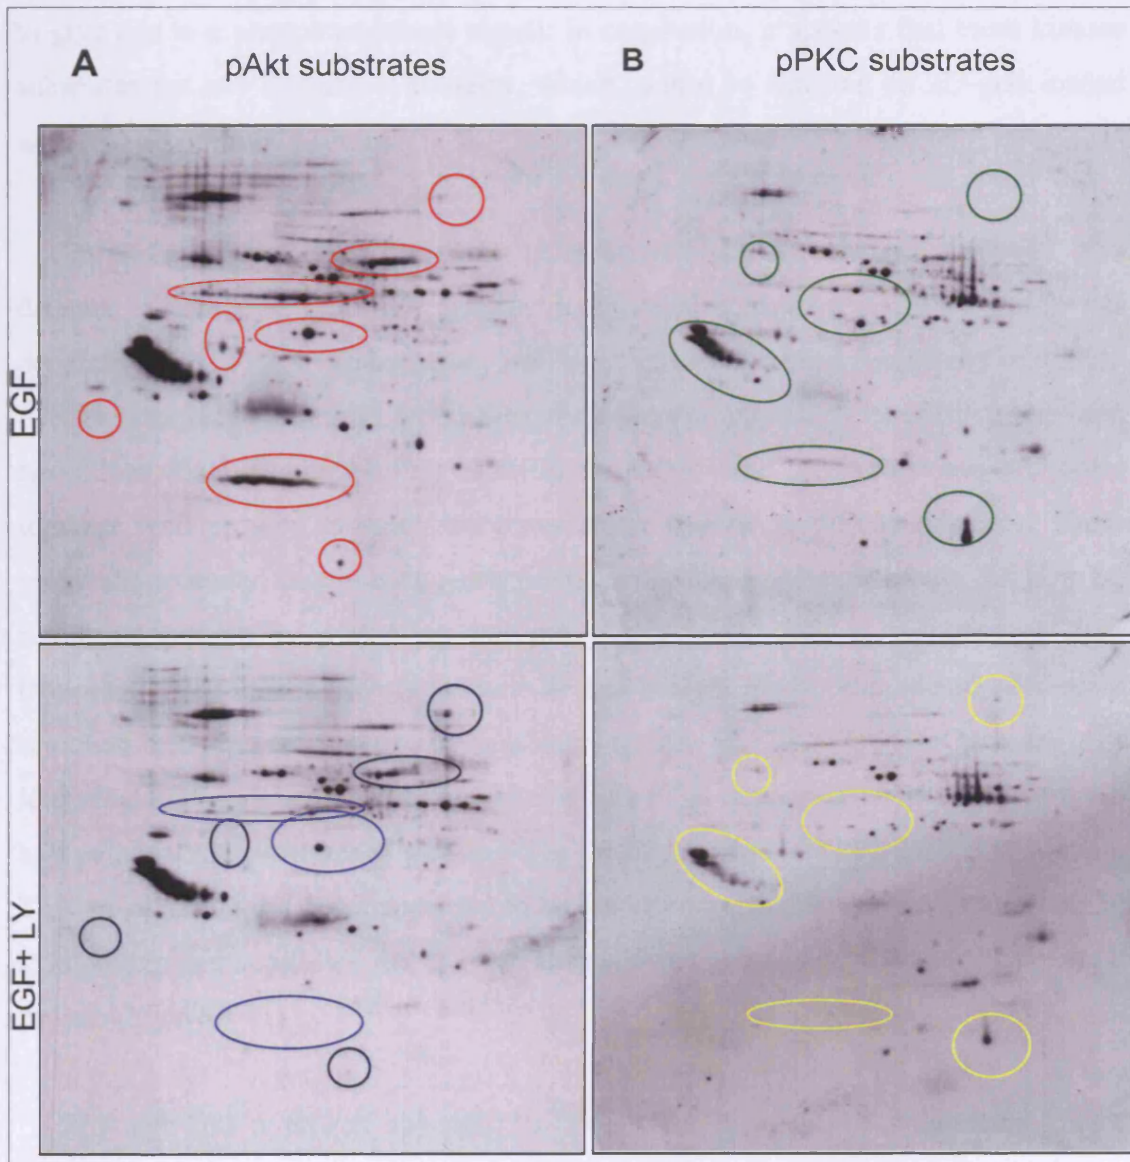 A
pAkt substrates
B
pPKC substrates
EGF
EGF+ LY